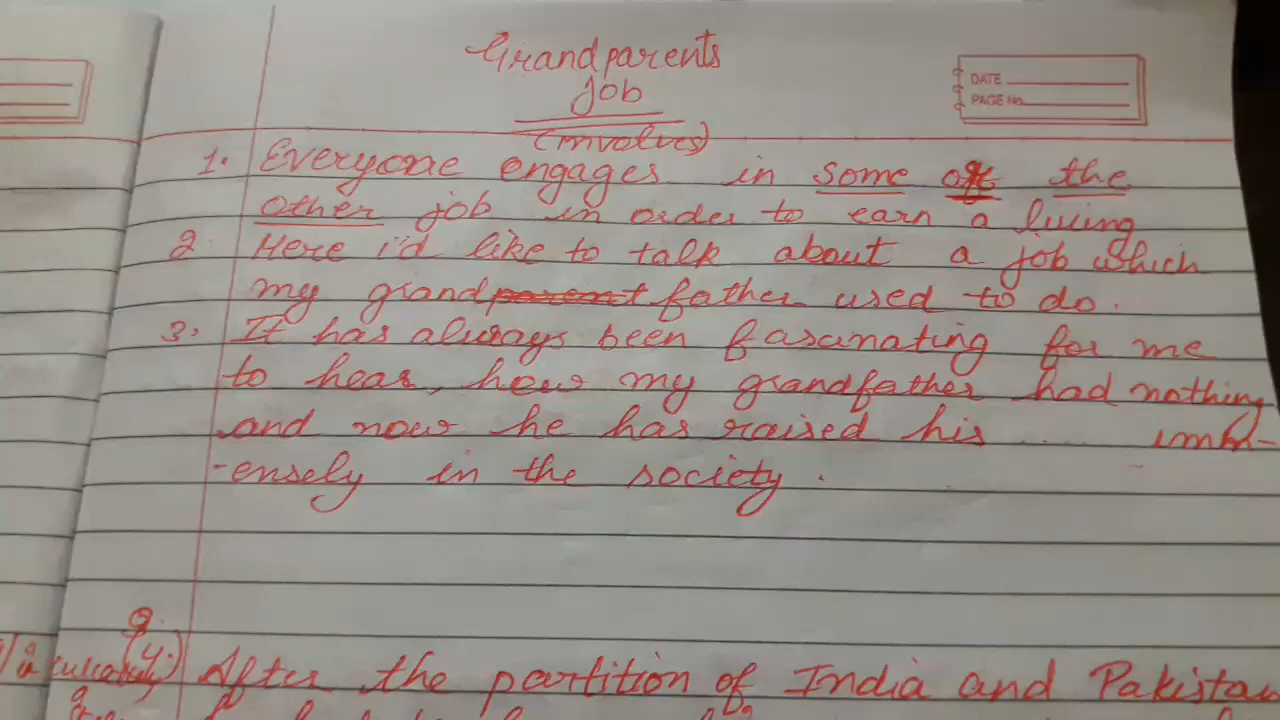 Grandparents
job
DATE
PAGE No.
(involves)
1. Everyone engages in some or the
other job in order to earn a living
2. Here i'd like to talk about a job which
my grandparent father used to do.
3. It has always been fascinating for me
to hear, how my grandfather had nothing
and now he has raised his .... imm-
-ensely in the society.
4. After the partition of India and Pakistan